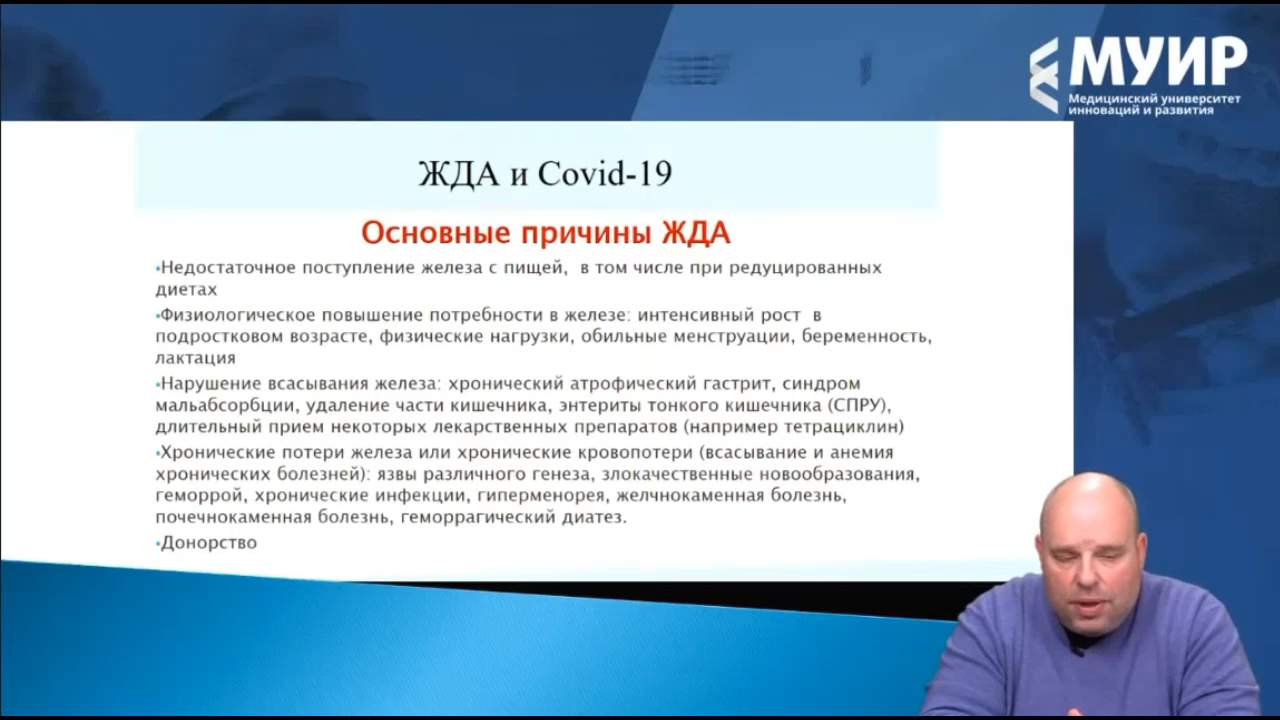 МУИР
Медицинский университет
инноваций и развития
ЖДА и Covid-19
Основные причины ЖДА
•Недостаточное поступление железа с пищей, в том числе при редуцированных
диетах
•Физиологическое повышение потребности в железе: интенсивный рост в
подростковом возрасте, физические нагрузки, обильные менструации, беременность,
лактация
•Нарушение всасывания железа: хронический атрофический гастрит, синдром
мальабсорбции, удаление части кишечника, энтериты тонкого кишечника (СПРУ),
длительный прием некоторых лекарственных препаратов (например тетрациклин)
•Хронические потери железа или хронические кровопотери (всасывание и анемия
хронических болезней): язвы различного генеза, злокачественные новообразования,
геморрой, хронические инфекции, гиперменорея, желчнокаменная болезнь,
почечнокаменная болезнь, геморрагический диатез.
•Донорство